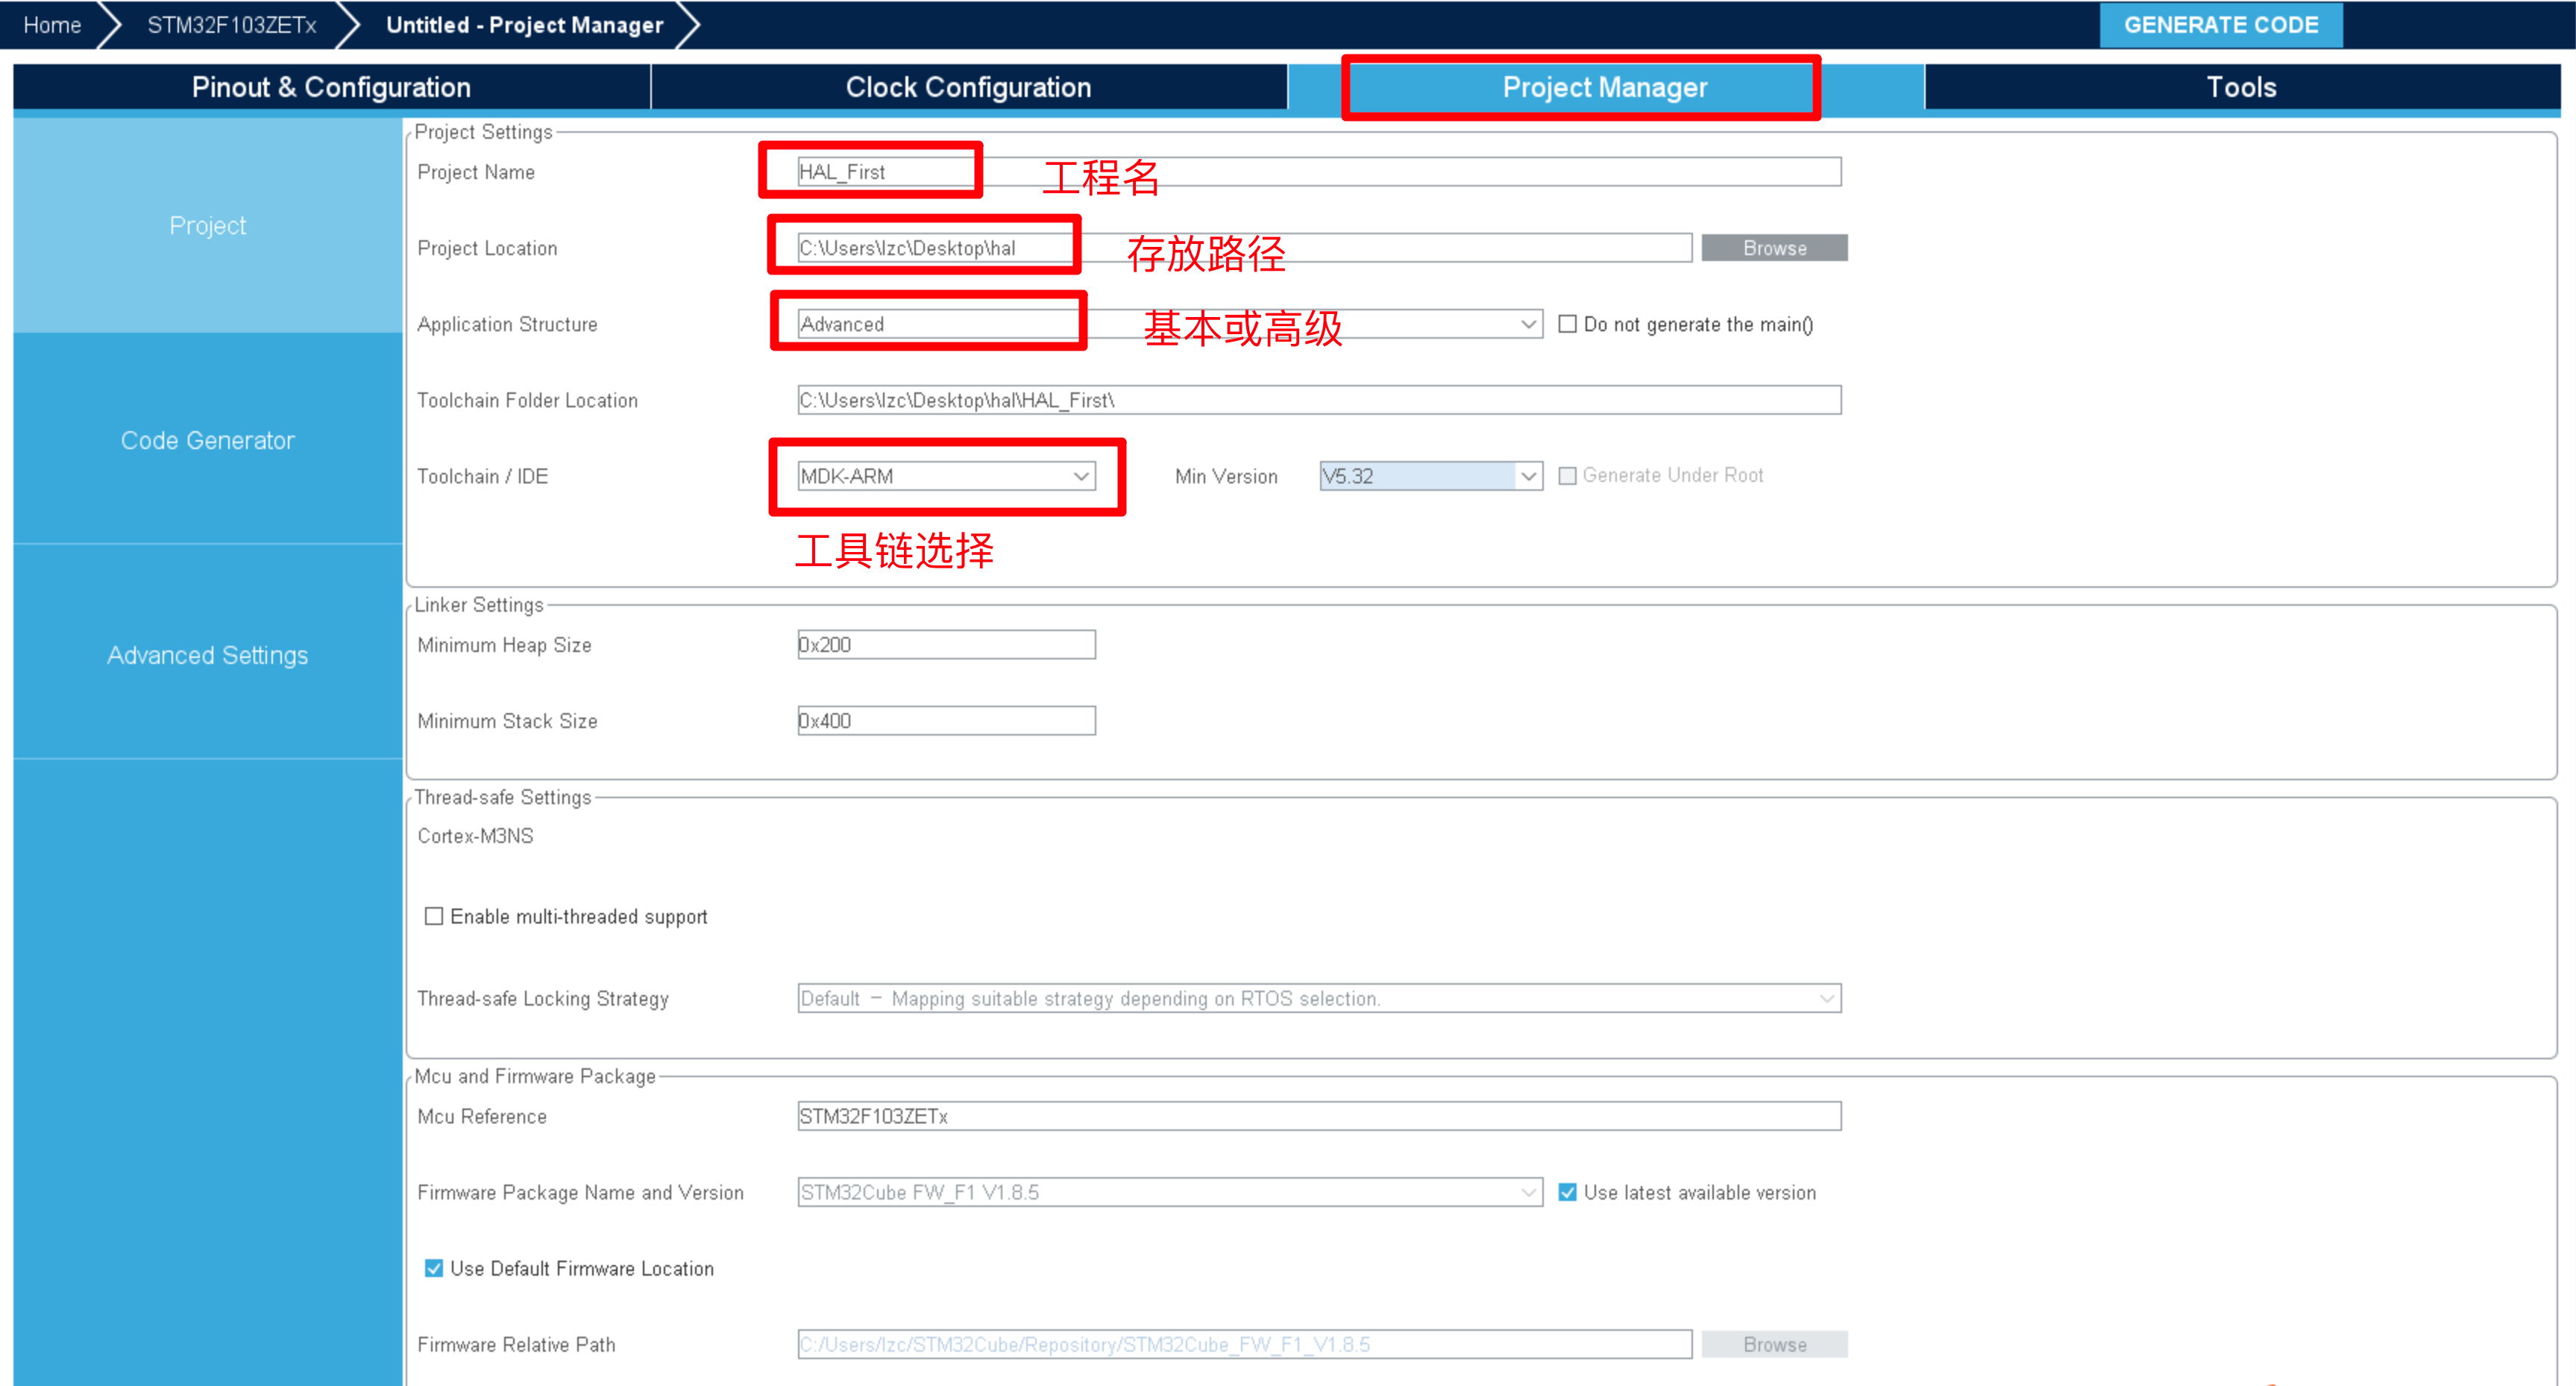 Home STM32F103ZETx Untitled - Project Manager GENERATE CODE
Pinout & Configuration Clock Configuration Project Manager Tools
Project
Code Generator
Advanced Settings
Project Settings
Project Name HAL_First 工程名
Project Location C:\Users\lzc\Desktop\hal 存放路径 Browse
Application Structure Advanced 基本或高级 Do not generate the main()
Toolchain Folder Location C:\Users\lzc\Desktop\hal\HAL_First\
Toolchain / IDE MDK-ARM Min Version V5.32 Generate Under Root
工具链选择
Linker Settings
Minimum Heap Size 0x200
Minimum Stack Size 0x400
Thread-safe Settings
Cortex-M3NS
Enable multi-threaded support
Thread-safe Locking Strategy Default – Mapping suitable strategy depending on RTOS selection.
Mcu and Firmware Package
Mcu Reference STM32F103ZETx
Firmware Package Name and Version STM32Cube FW_F1 V1.8.5 Use latest available version
Use Default Firmware Location
Firmware Relative Path C:/Users/lzc/STM32Cube/Repository/STM32Cube_FW_F1_V1.8.5 Browse